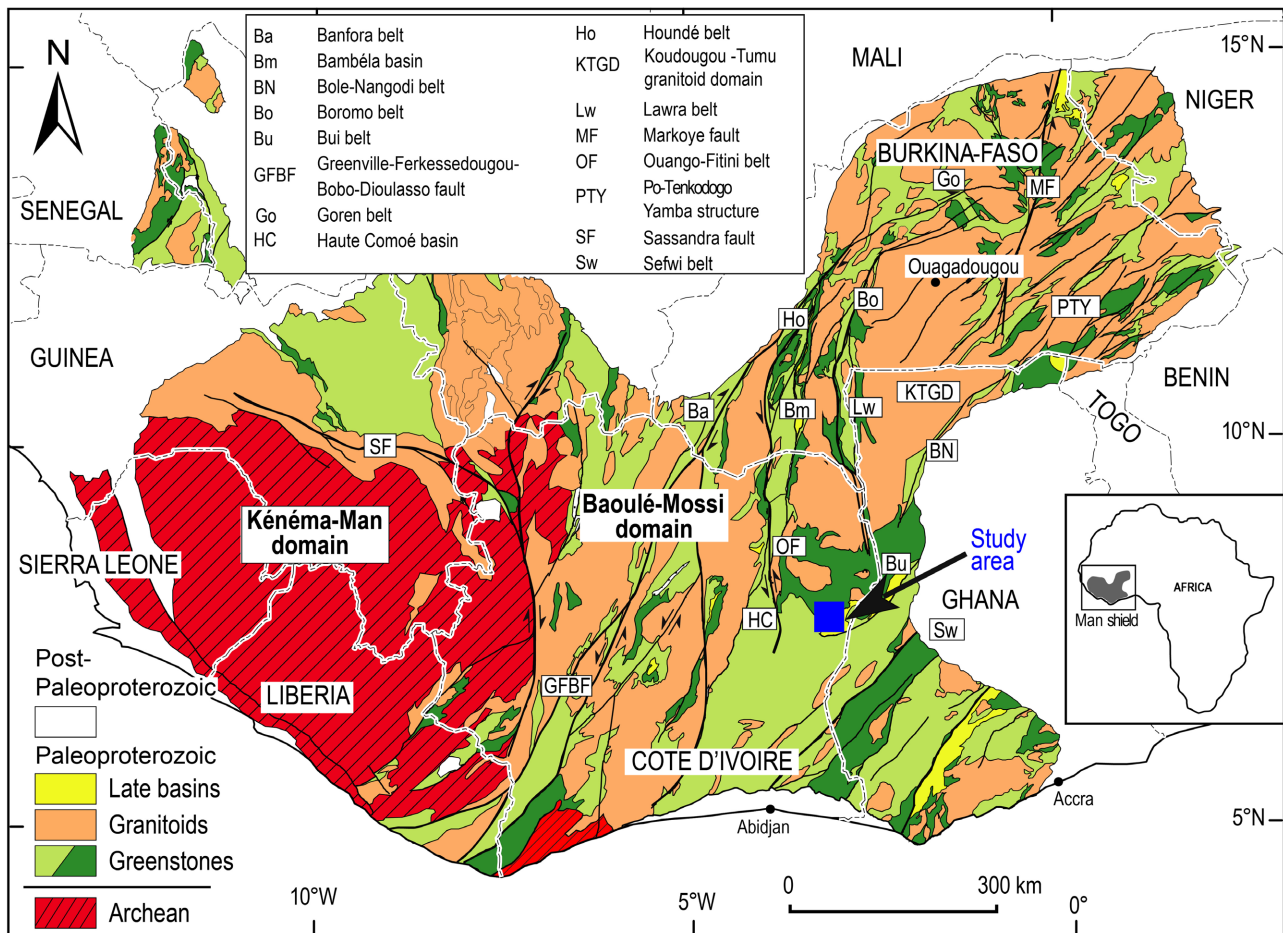 N
Ba Banfora belt
Bm Bambéla basin
BN Bole-Nangodi belt
Bo Boromo belt
Bu Bui belt
GFBF Greenville-Ferkessedougou-
Bobo-Dioulasso fault
Go Goren belt
HC Haute Comoé basin
Ho Houndé belt
KTGD Koudougou -Tumu
granitoid domain
Lw Lawra belt
MF Markoye fault
OF Ouango-Fitini belt
PTY Po-Tenkodogo
Yamba structure
SF Sassandra fault
Sw Sefwi belt
MALI
15°N
NIGER
BURKINA-FASO
Go
MF
SENEGAL
Ouagadougou
Bo
Ho
PTY
GUINEA
BENIN
KTGD
TOGO
Ba
Bm
Lw
10°N
SF
BN
Kénéma-Man
domain
Baoulé-Mossi
domain
SIERRA LEONE
OF
Study
area
Bu
AFRICA
Man shield
GHANA
HC
Sw
GFBF
LIBERIA
COTE D'IVOIRE
Accra
Abidjan
5°N
Post-
Paleoproterozoic
Paleoproterozoic
Late basins
Granitoids
Greenstones
Archean
10°W
5°W
0°
0 300 km